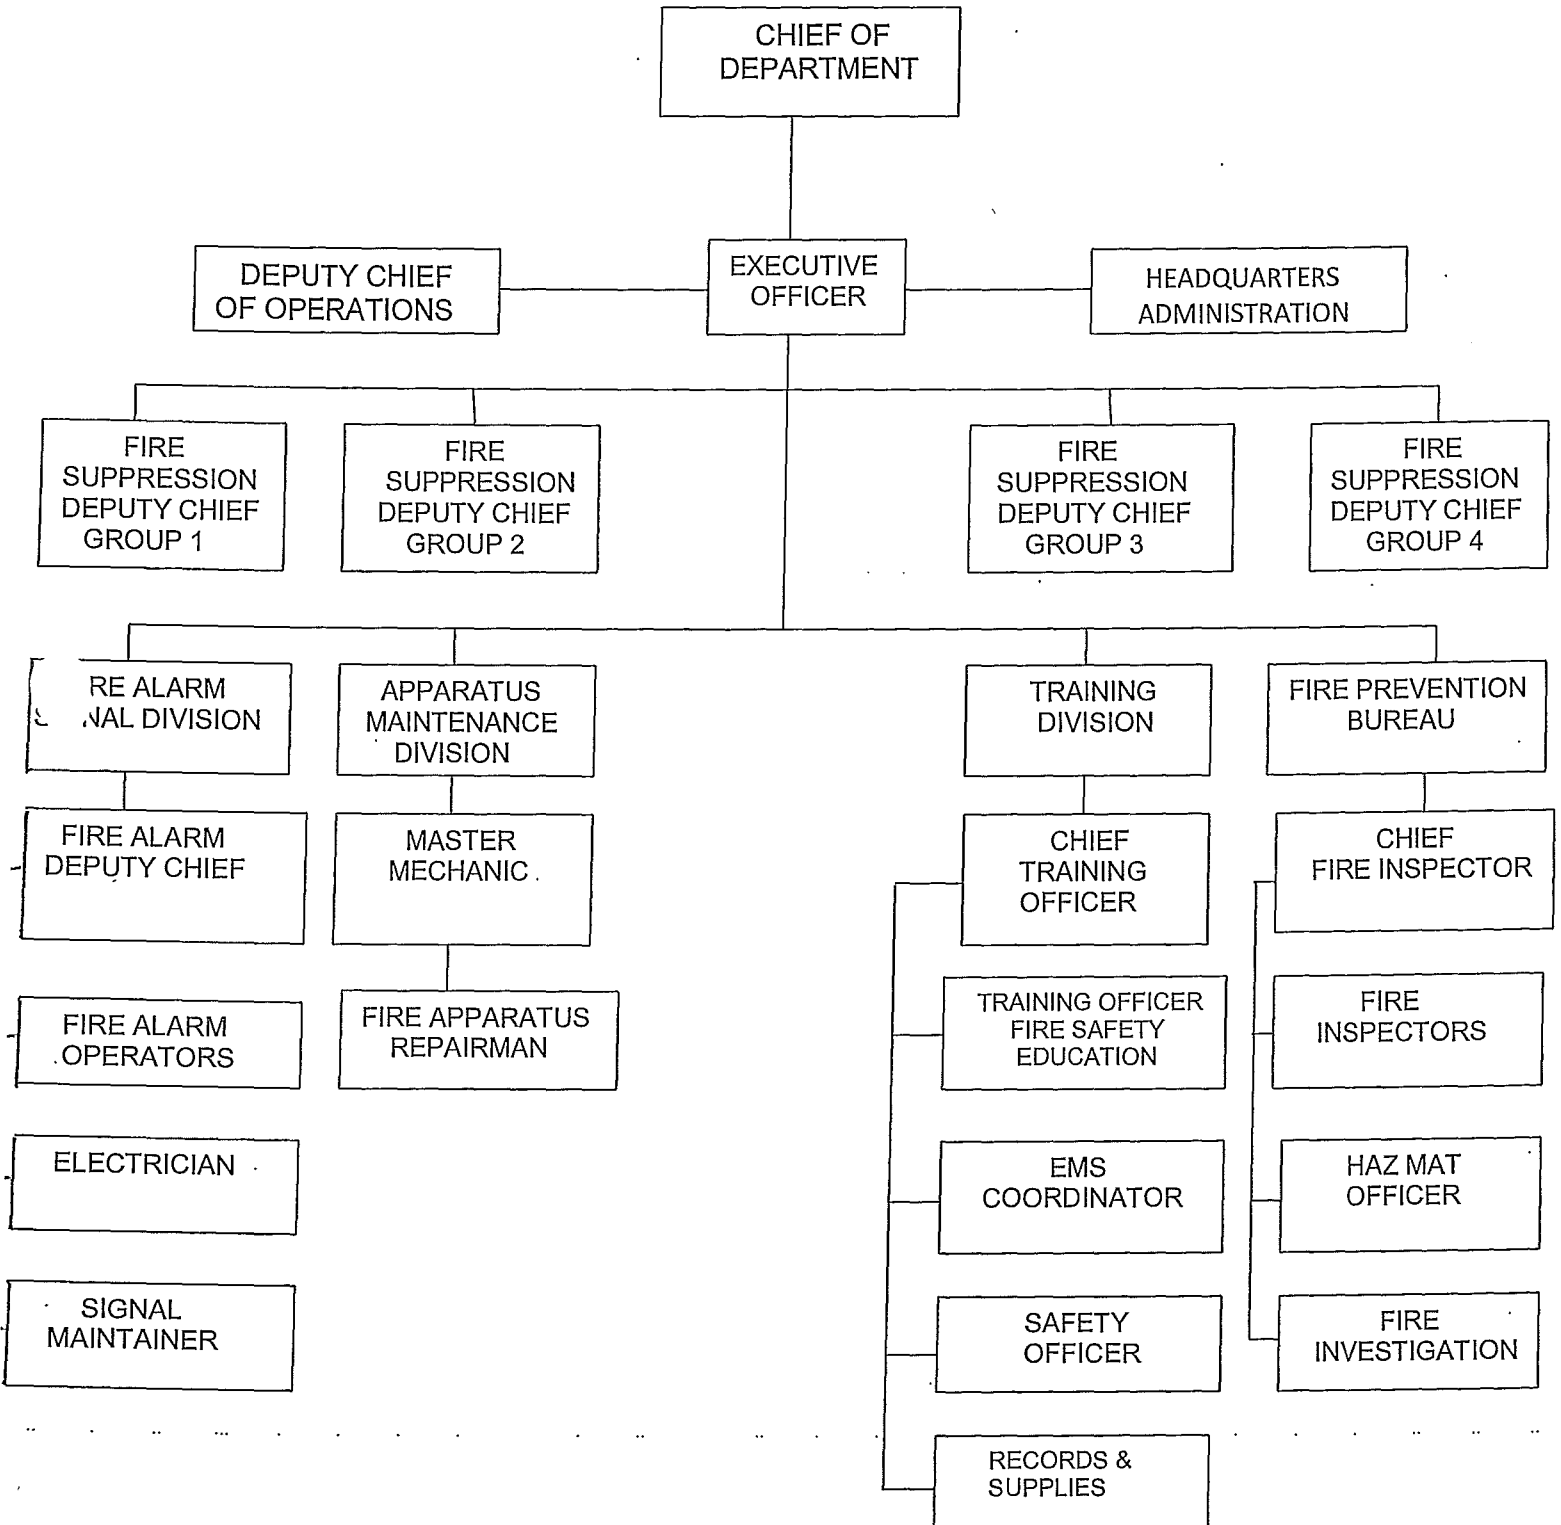 CHIEF OF
DEPARTMENT
DEPUTY CHIEF
OF OPERATIONS
EXECUTIVE
OFFICER
HEADQUARTERS
ADMINISTRATION
FIRE
SUPPRESSION
DEPUTY CHIEF
GROUP 1
FIRE
SUPPRESSION
DEPUTY CHIEF
GROUP 2
FIRE
SUPPRESSION
DEPUTY CHIEF
GROUP 3
FIRE
SUPPRESSION
DEPUTY CHIEF
GROUP 4
RE ALARM
NAL DIVISION
APPARATUS
MAINTENANCE
DIVISION
TRAINING
DIVISION
FIRE PREVENTION
BUREAU
FIRE ALARM
DEPUTY CHIEF
MASTER
MECHANIC
CHIEF
TRAINING
OFFICER
CHIEF
FIRE INSPECTOR
FIRE ALARM
OPERATORS
FIRE APPARATUS
REPAIRMAN
TRAINING OFFICER
FIRE SAFETY
EDUCATION
FIRE
INSPECTORS
ELECTRICIAN
EMS
COORDINATOR
HAZ MAT
OFFICER
SIGNAL
MAINTAINER
SAFETY
OFFICER
FIRE
INVESTIGATION
RECORDS &
SUPPLIES